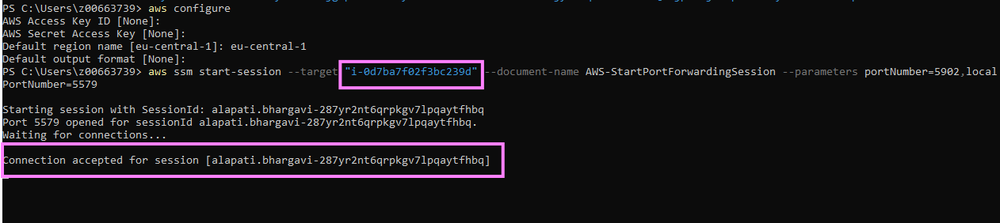 PS C:\Users\z00663739> aws configure
AWS Access Key ID [None]:
AWS Secret Access Key [None]:
Default region name [eu-central-1]: eu-central-1
Default output format [None]:
PS C:\Users\z00663739> aws ssm start-session --target "i-0d7ba7f02f3bc239d" --document-name AWS-StartPortForwardingSession --parameters portNumber=5902,local
PortNumber=5579
Starting session with SessionId: alapati.bhargavi-287yr2nt6qrpkgv7lpqaytfhbq
Port 5579 opened for sessionId alapati.bhargavi-287yr2nt6qrpkgv7lpqaytfhbq.
Waiting for connections...
Connection accepted for session [alapati.bhargavi-287yr2nt6qrpkgv7lpqaytfhbq]